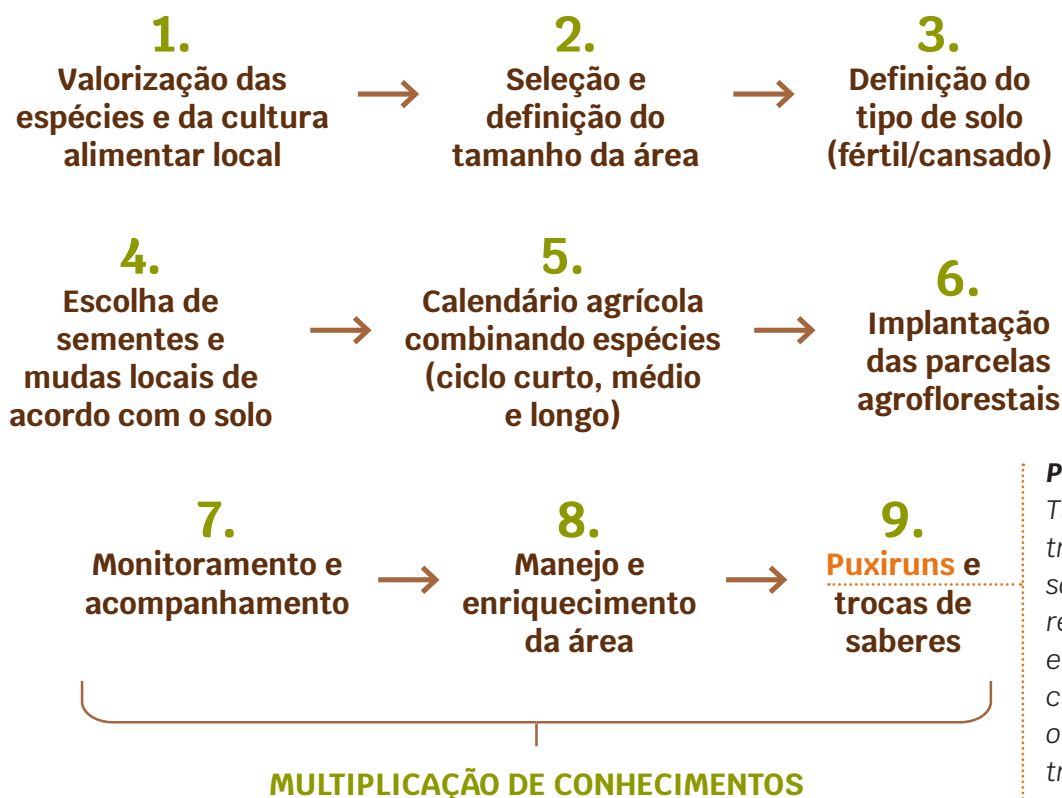 1.
Valorização das
espécies e da cultura
alimentar local
2.
Seleção e
definição do
tamanho da área
3.
Definição do
tipo de solo
(fértil/cansado)
4.
Escolha de
sementes e
mudas locais de
acordo com o solo
5.
Calendário agrícola
combinando espécies
(ciclo curto, médio
e longo)
6.
Implantação
das parcelas
agroflorestais
7.
Monitoramento e
acompanhamento
8.
Manejo e
enriquecimento
da área
9.
Puxiruns e
trocas de
saberes
MULTIPLICAÇÃO DE CONHECIMENTOS